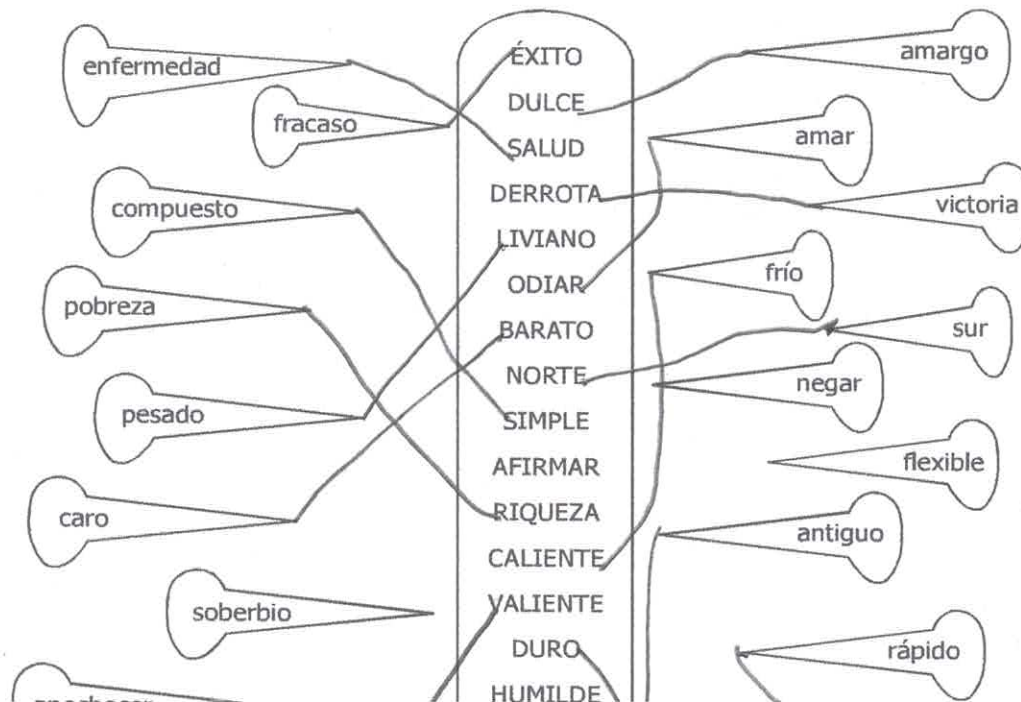 enfermedad
fracaso
compuesto
pobreza
pesado
caro
soberbio
ÉXITO
DULCE
SALUD
DERROTA
LIVIANO
ODIAR
BARATO
NORTE
SIMPLE
AFIRMAR
RIQUEZA
CALIENTE
VALIENTE
DURO
HUMILDE
amargo
amar
victoria
frío
sur
negar
flexible
antiguo
rápido